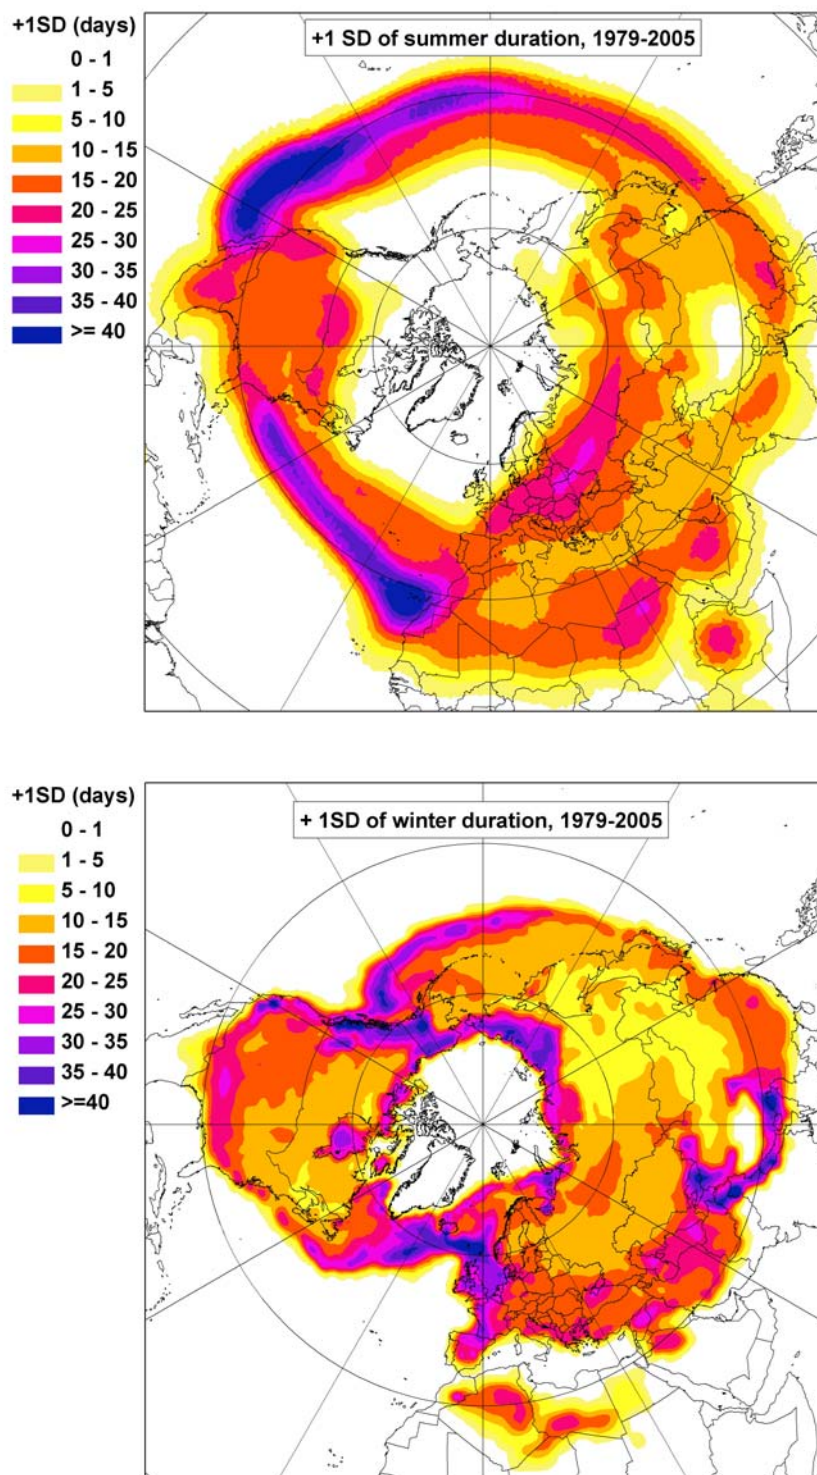 +1SD (days)
+1 SD of summer duration, 1979-2005
0 - 1
1 - 5
5 - 10
10 - 15
15 - 20
20 - 25
25 - 30
30 - 35
35 - 40
>= 40
+1SD (days)
+ 1SD of winter duration, 1979-2005
0 - 1
1 - 5
5 - 10
10 - 15
15 - 20
20 - 25
25 - 30
30 - 35
35 - 40
>=40